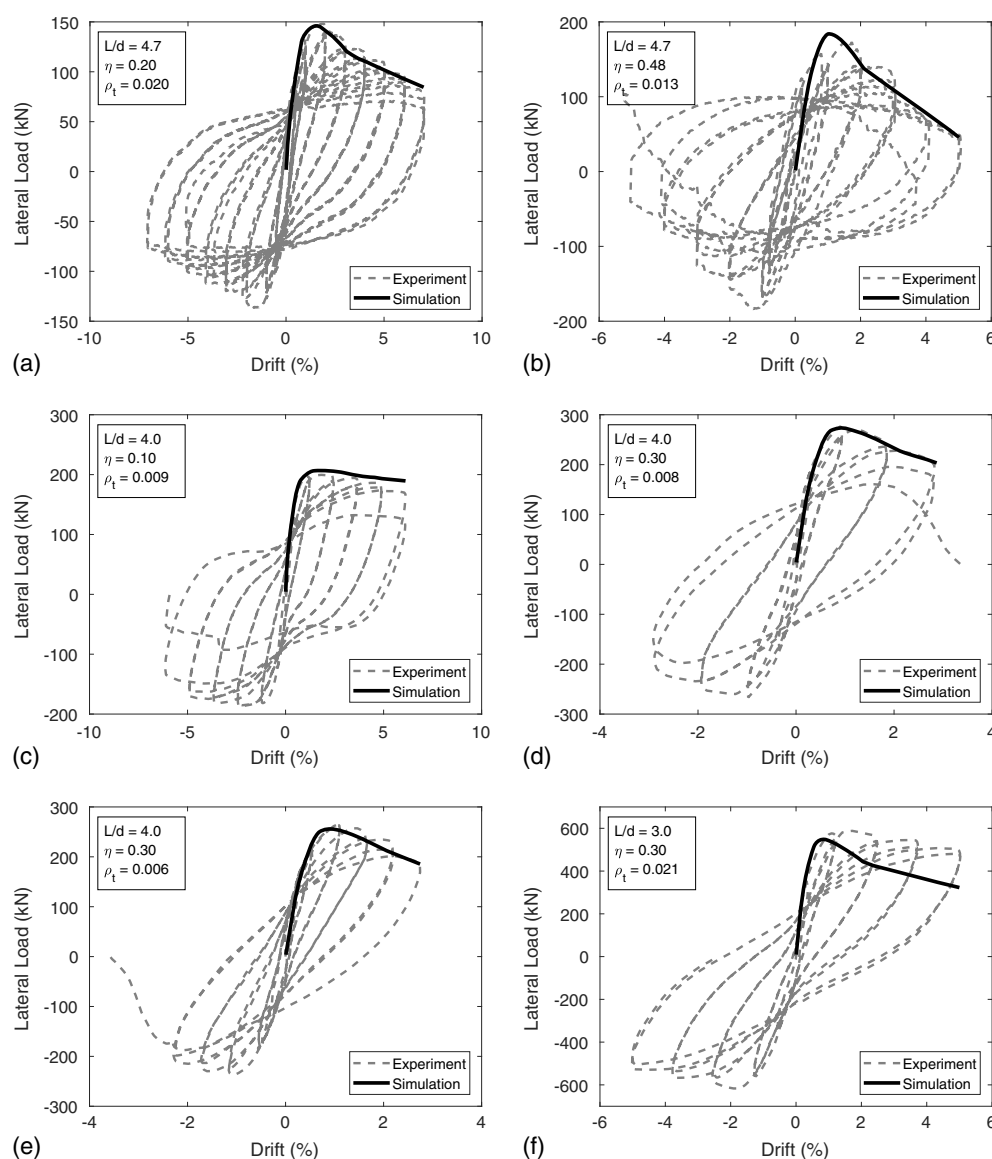 150
100
50
0
-50
-100
-150
Lateral Load (kN)
L/d = 4.7
η = 0.20
ρt = 0.020
Experiment
Simulation
-10
-5
0
5
10
Drift (%)
(a)
200
100
0
-100
-200
Lateral Load (kN)
L/d = 4.7
η = 0.48
ρt = 0.013
Experiment
Simulation
-6
-4
-2
0
2
4
6
Drift (%)
(b)
300
200
100
0
-100
-200
Lateral Load (kN)
L/d = 4.0
η = 0.10
ρt = 0.009
Experiment
Simulation
-10
-5
0
5
10
Drift (%)
(c)
300
200
100
0
-100
-200
-300
Lateral Load (kN)
L/d = 4.0
η = 0.30
ρt = 0.008
Experiment
Simulation
-4
-2
0
2
4
Drift (%)
(d)
300
200
100
0
-100
-200
-300
Lateral Load (kN)
L/d = 4.0
η = 0.30
ρt = 0.006
Experiment
Simulation
-4
-2
0
2
4
Drift (%)
(e)
600
400
200
0
-200
-400
-600
Lateral Load (kN)
L/d = 3.0
η = 0.30
ρt = 0.021
Experiment
Simulation
-6
-4
-2
0
2
4
6
Drift (%)
(f)